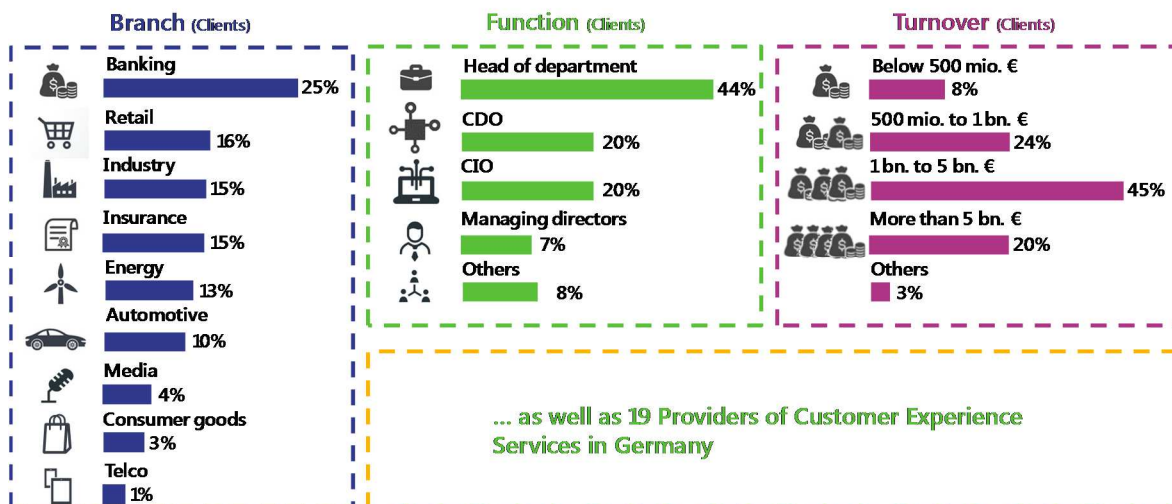 Branch (Clients)
Banking
25%
Retail
16%
Industry
15%
Insurance
15%
Energy
13%
Automotive
10%
Media
4%
Consumer goods
3%
Telco
1%
Function (Clients)
Head of department
44%
CDO
20%
CIO
20%
Managing directors
7%
Others
8%
Turnover (Clients)
Below 500 mio. €
8%
500 mio. to 1 bn. €
24%
1 bn. to 5 bn. €
45%
More than 5 bn. €
20%
Others
3%
... as well as 19 Providers of Customer Experience
Services in Germany